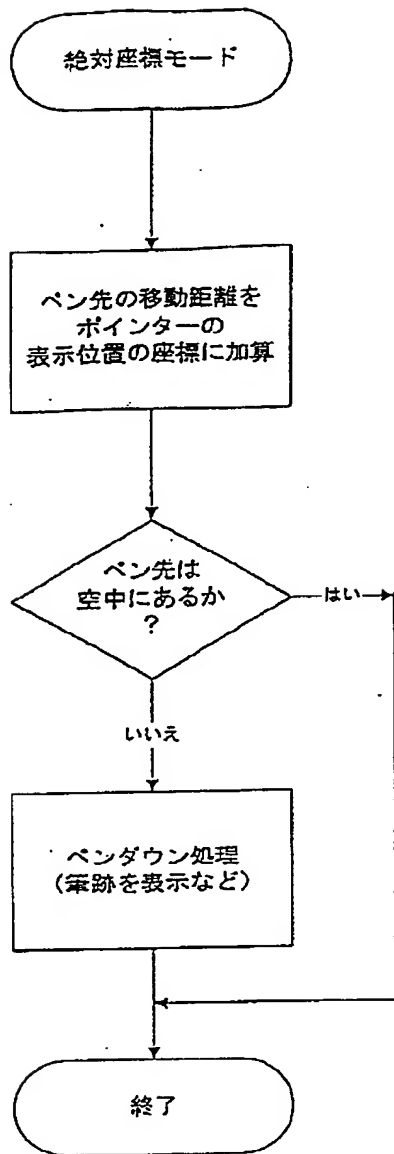 絶対座標モード
ペン先の移動距離を
ポインターの
表示位置の座標に加算
ペン先は
空中にあるか
?
はい
いいえ
ペンダウン処理
(筆跡を表示など)
終了